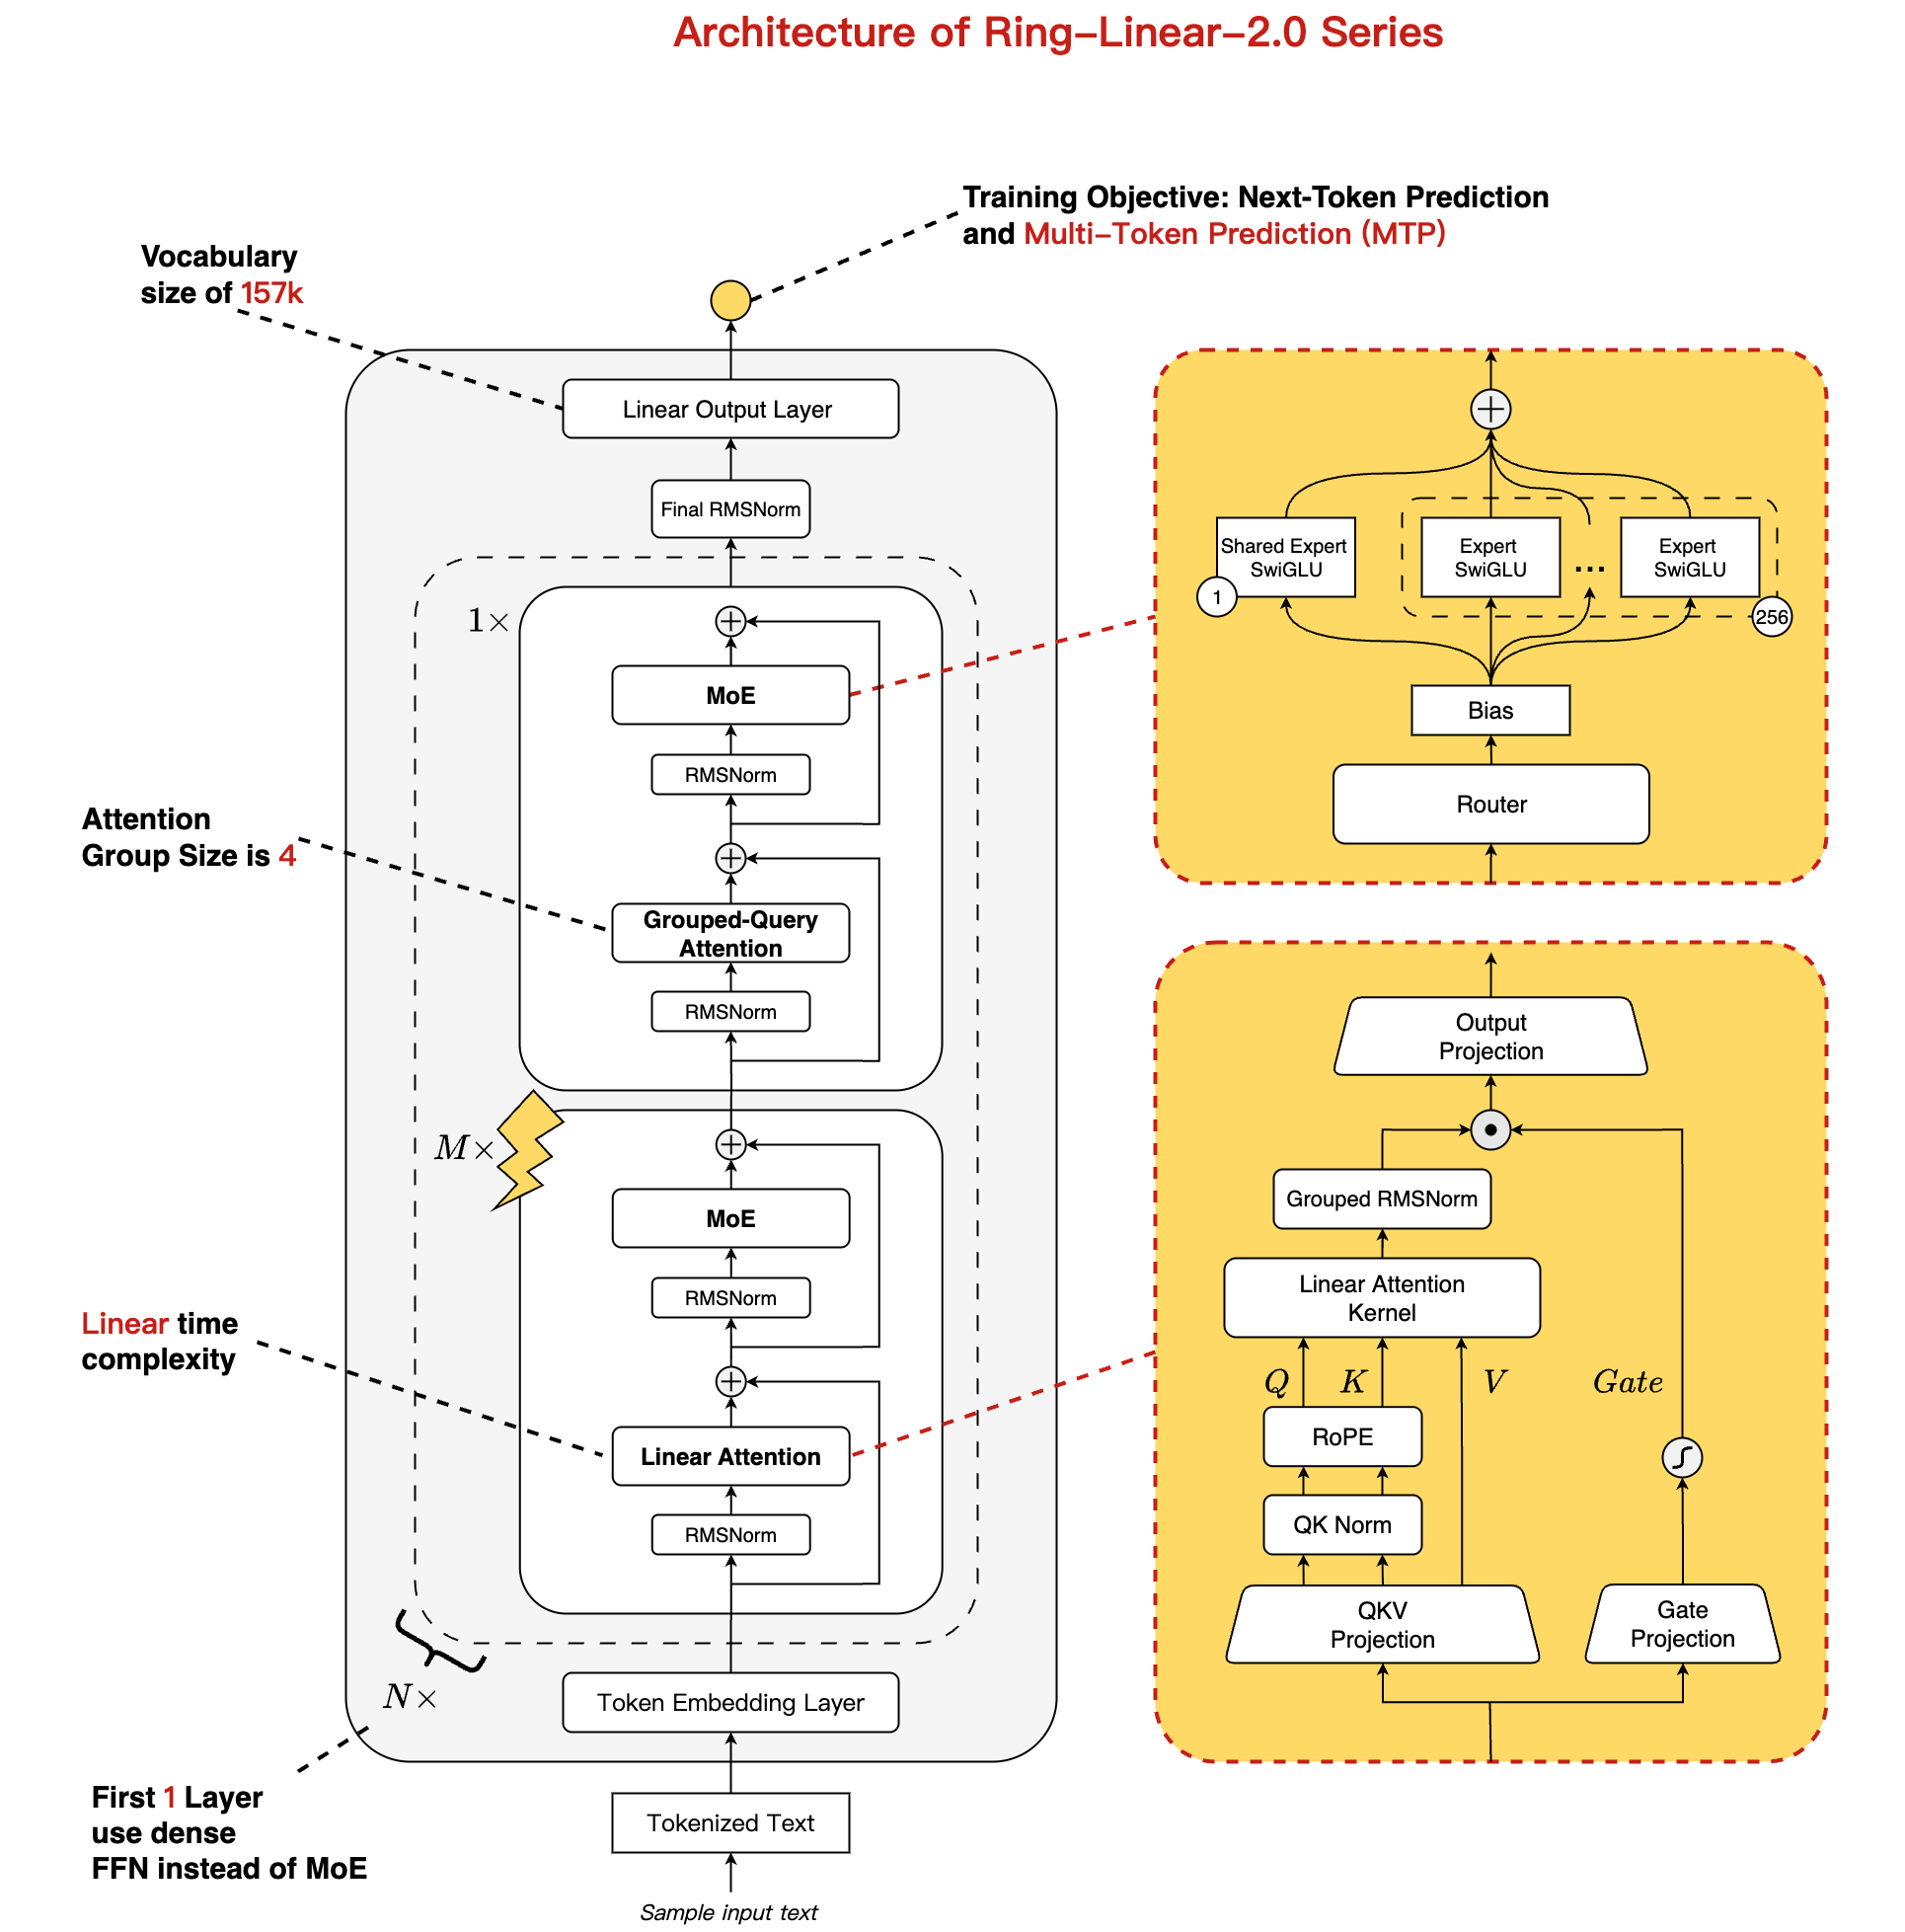 Architecture of Ring–Linear–2.0 Series
Training Objective: Next-Token Prediction
and Multi–Token Prediction (MTP)
Vocabulary
size of 157k
Linear Output Layer
Final RMSNorm
1×
MoE
RMSNorm
Attention
Group Size is 4
Grouped-Query
Attention
RMSNorm
M×
MoE
RMSNorm
Linear time
complexity
Linear Attention
RMSNorm
N×
Token Embedding Layer
First 1 Layer
use dense
FFN instead of MoE
Tokenized Text
Sample input text
Shared Expert
SwiGLU
1
Expert
SwiGLU
...
Expert
SwiGLU
256
Bias
Router
Output
Projection
Grouped RMSNorm
Linear Attention
Kernel
Q
K
V
Gate
RoPE
QK Norm
QKV
Projection
Gate
Projection